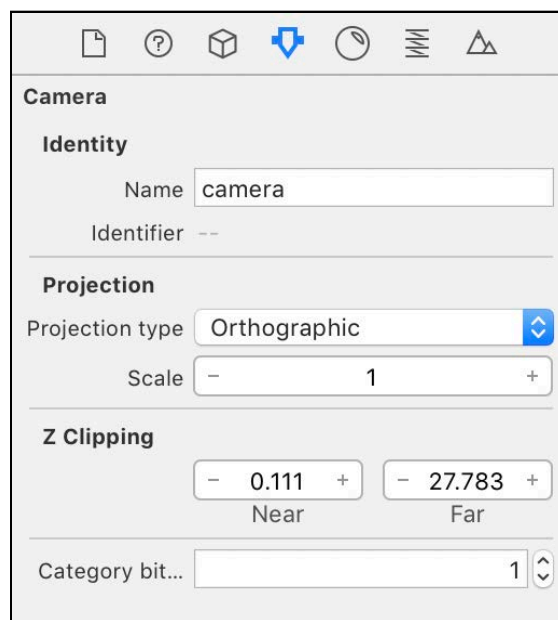 Camera
Identity
Name camera
Identifier --
Projection
Projection type Orthographic
Scale − 1 +
Z Clipping
− 0.111 + − 27.783 +
Near Far
Category bit... 1